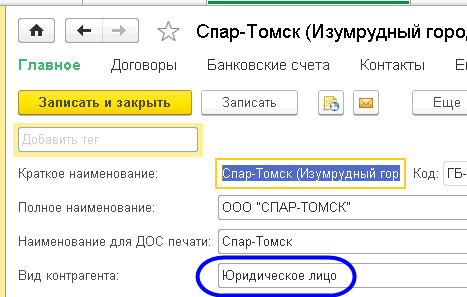 Спар-Томск (Изумрудный горо
Главное Договоры Банковские счета Контакты
Записать и закрыть Записать Еще
Добавить тег
Краткое наименование: Спар-Томск (Изумрудный гор Код: ГБ-
Полное наименование: ООО "СПАР-ТОМСК"
Наименование для ДОС печати: Спар-Томск
Вид контрагента: Юридическое лицо